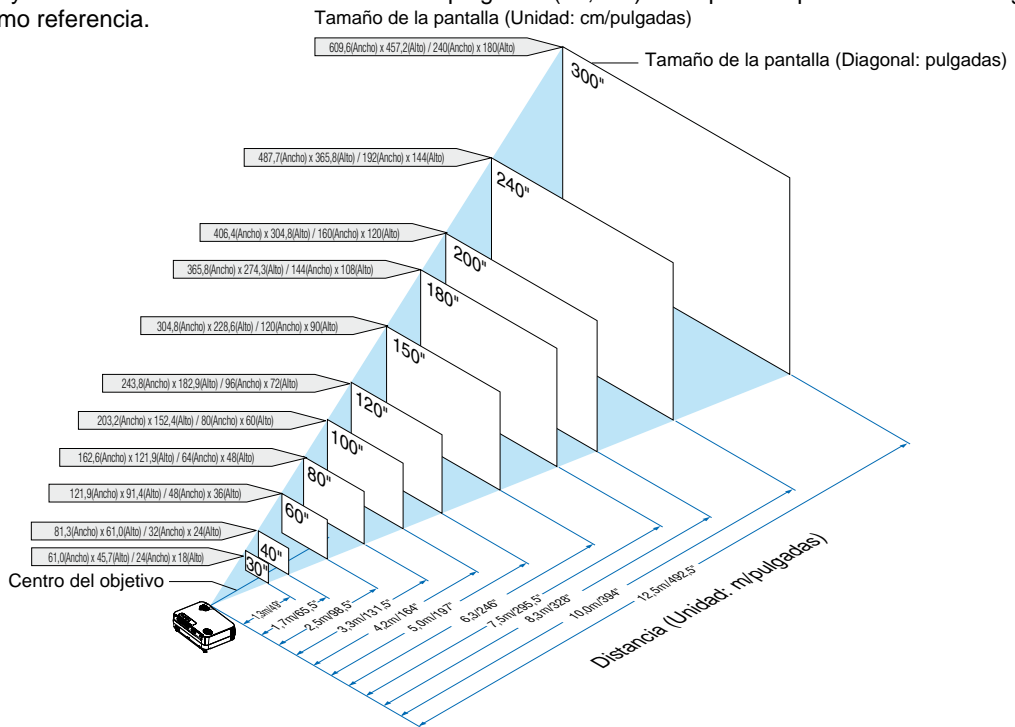 mo referencia.
Tamaño de la pantalla (Unidad: cm/pulgadas)
609,6(Ancho) x 457,2(Alto) / 240(Ancho) x 180(Alto)
Tamaño de la pantalla (Diagonal: pulgadas)
300"
487,7(Ancho) x 365,8(Alto) / 192(Ancho) x 144(Alto)
240"
406,4(Ancho) x 304,8(Alto) / 160(Ancho) x 120(Alto)
200"
365,8(Ancho) x 274,3(Alto) / 144(Ancho) x 108(Alto)
180"
304,8(Ancho) x 228,6(Alto) / 120(Ancho) x 90(Alto)
150"
243,8(Ancho) x 182,9(Alto) / 96(Ancho) x 72(Alto)
120"
203,2(Ancho) x 152,4(Alto) / 80(Ancho) x 60(Alto)
100"
162,6(Ancho) x 121,9(Alto) / 64(Ancho) x 48(Alto)
80"
121,9(Ancho) x 91,4(Alto) / 48(Ancho) x 36(Alto)
60"
81,3(Ancho) x 61,0(Alto) / 32(Ancho) x 24(Alto)
40"
61,0(Ancho) x 45,7(Alto) / 24(Ancho) x 18(Alto)
30"
Centro del objetivo
1,3m/49"
1,7m/65,5"
2,5m/98,5"
3,3m/131,5"
4,2m/164"
5,0m/197"
6,3m/246"
7,5m/295,5"
8,3m/328"
10,0m/394"
12,5m/492,5"
Distancia (Unidad: m/pulgadas)